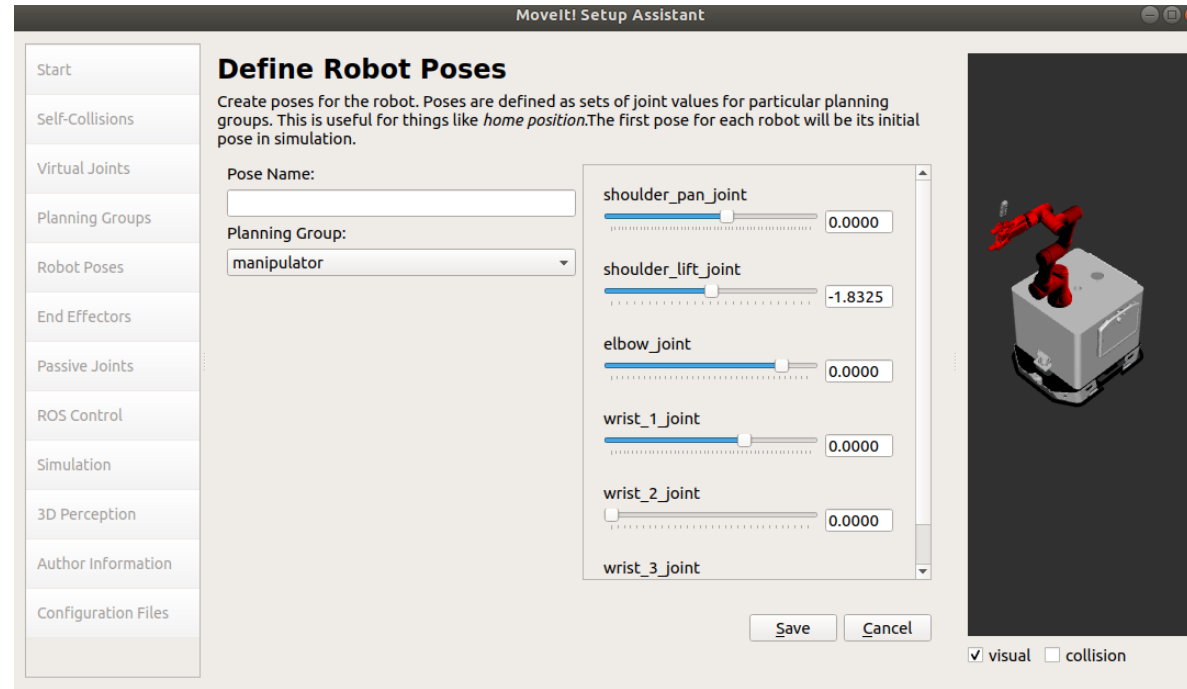 MoveIt! Setup Assistant
Start
Self-Collisions
Virtual Joints
Planning Groups
Robot Poses
End Effectors
Passive Joints
ROS Control
Simulation
3D Perception
Author Information
Configuration Files
Define Robot Poses
Create poses for the robot. Poses are defined as sets of joint values for particular planning
groups. This is useful for things like home position.The first pose for each robot will be its initial
pose in simulation.
Pose Name:
Planning Group:
manipulator
shoulder_pan_joint
0.0000
shoulder_lift_joint
-1.8325
elbow_joint
0.0000
wrist_1_joint
0.0000
wrist_2_joint
0.0000
wrist_3_joint
Save Cancel
visual collision